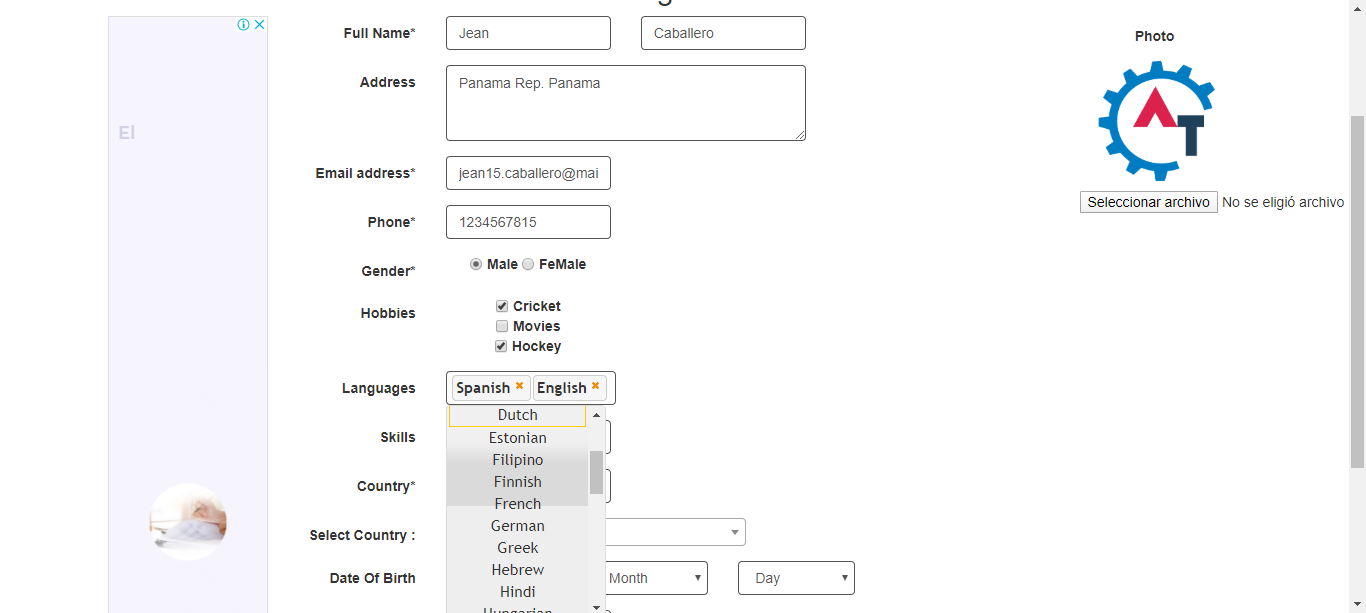 Full Name* Jean Caballero
Photo
Address Panama Rep. Panama
El
Email address* jean15.caballero@mai
Seleccionar archivo No se eligió archivo
Phone* 1234567815
Gender* Male FeMale
Hobbies Cricket
Movies
Hockey
Languages Spanish English
Dutch
Skills
Estonian
Filipino
Finnish
Country*
French
German
Select Country :
Greek
Hebrew
Date Of Birth Month Day
Hindi
Hungarian